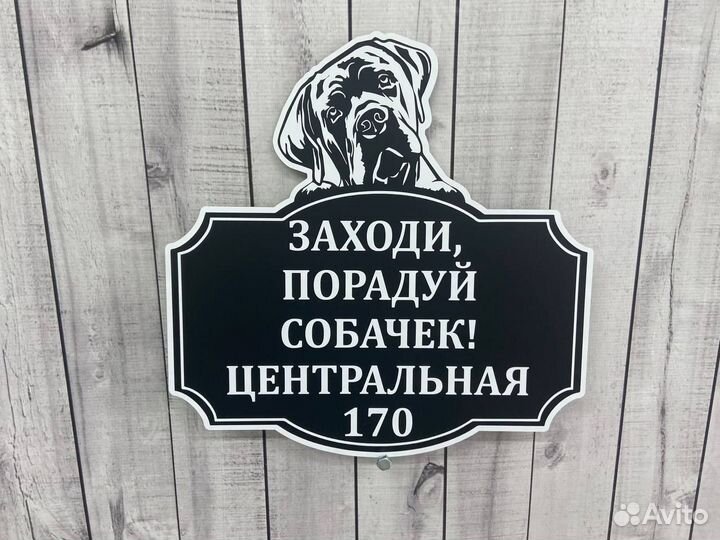 ЗАХОДИ,
ПОРАДУЙ
СОБАЧЕК!
ЦЕНТРАЛЬНАЯ
170
Avito